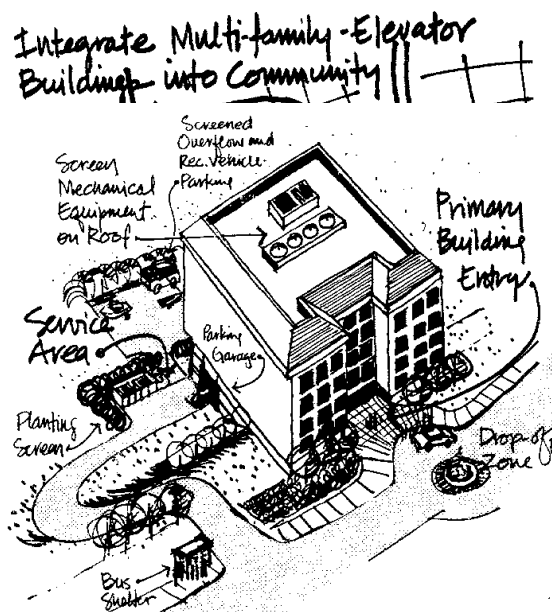 Integrate Multi-family-Elevator
Buildings into Community
Screened
Overflow and
Rec. Vehicle
Parking
Screen
Mechanical
Equipment
on Roof
Primary
Building
Entry
Service
Area
Parking
Garage
Planting
Screen
Drop-off
Zone
Bus
Shelter